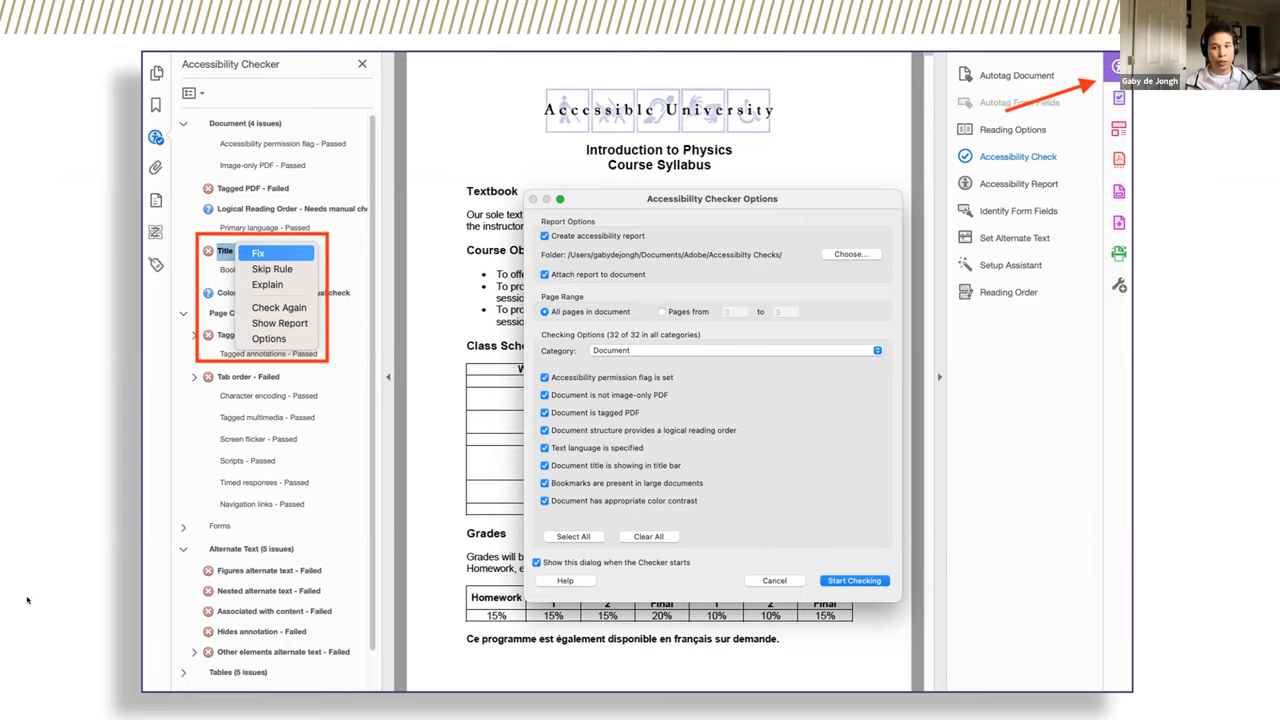 Accessibility Checker
Document (4 issues)
Accessibility permission flag - Passed
Image-only PDF - Passed
Tagged PDF - Failed
Logical Reading Order - Needs manual ch
Primary language - Passed
Title
Fix
Skip Rule
Explain
Check Again
Show Report
Options
Tagged annotations - Passed
Tab order - Failed
Character encoding - Passed
Tagged multimedia - Passed
Screen flicker - Passed
Scripts - Passed
Timed responses - Passed
Navigation links - Passed
Forms
Alternate Text (5 issues)
Figures alternate text - Failed
Nested alternate text - Failed
Associated with content - Failed
Hides annotation - Failed
Other elements alternate text - Failed
Tables (5 issues)
Accessible University
Introduction to Physics
Course Syllabus
Textbook
Our sole text
the instructor
Course Ob
To offe
To pro
sessio
To pro
sessio
Class Sche
W
Grades
Grades will b
Homework, e
Homework 1 2 Final 1 2 Final
15% 15% 15% 20% 10% 10% 15%
Ce programme est également disponible en français sur demande.
Accessibility Checker Options
Report Options
Create accessibility report
Folder: /Users/gabydejongh/Documents/Adobe/Accessibilty Checks/ Choose...
Attach report to document
Page Range
All pages in document Pages from 3 to 3
Checking Options (32 of 32 in all categories)
Category: Document
Accessibility permission flag is set
Document is not image-only PDF
Document is tagged PDF
Document structure provides a logical reading order
Text language is specified
Document title is showing in title bar
Bookmarks are present in large documents
Document has appropriate color contrast
Select All Clear All
Show this dialog when the Checker starts
Help Cancel Start Checking
Autotag Document
Autotag Form Fields
Reading Options
Accessibility Check
Accessibility Report
Identify Form Fields
Set Alternate Text
Setup Assistant
Reading Order
Gaby de Jongh